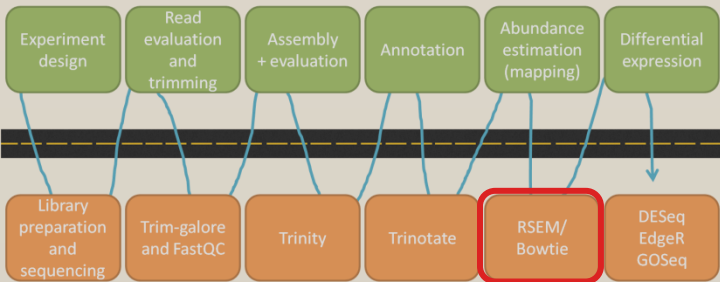 Experiment
design
Read
evaluation
and
trimming
Assembly
+ evaluation
Annotation
Abundance
estimation
(mapping)
Differential
expression
Library
preparation
and
sequencing
Trim-galore
and FastQC
Trinity
Trinotate
RSEM/
Bowtie
DESeq
EdgeR
GOSeq